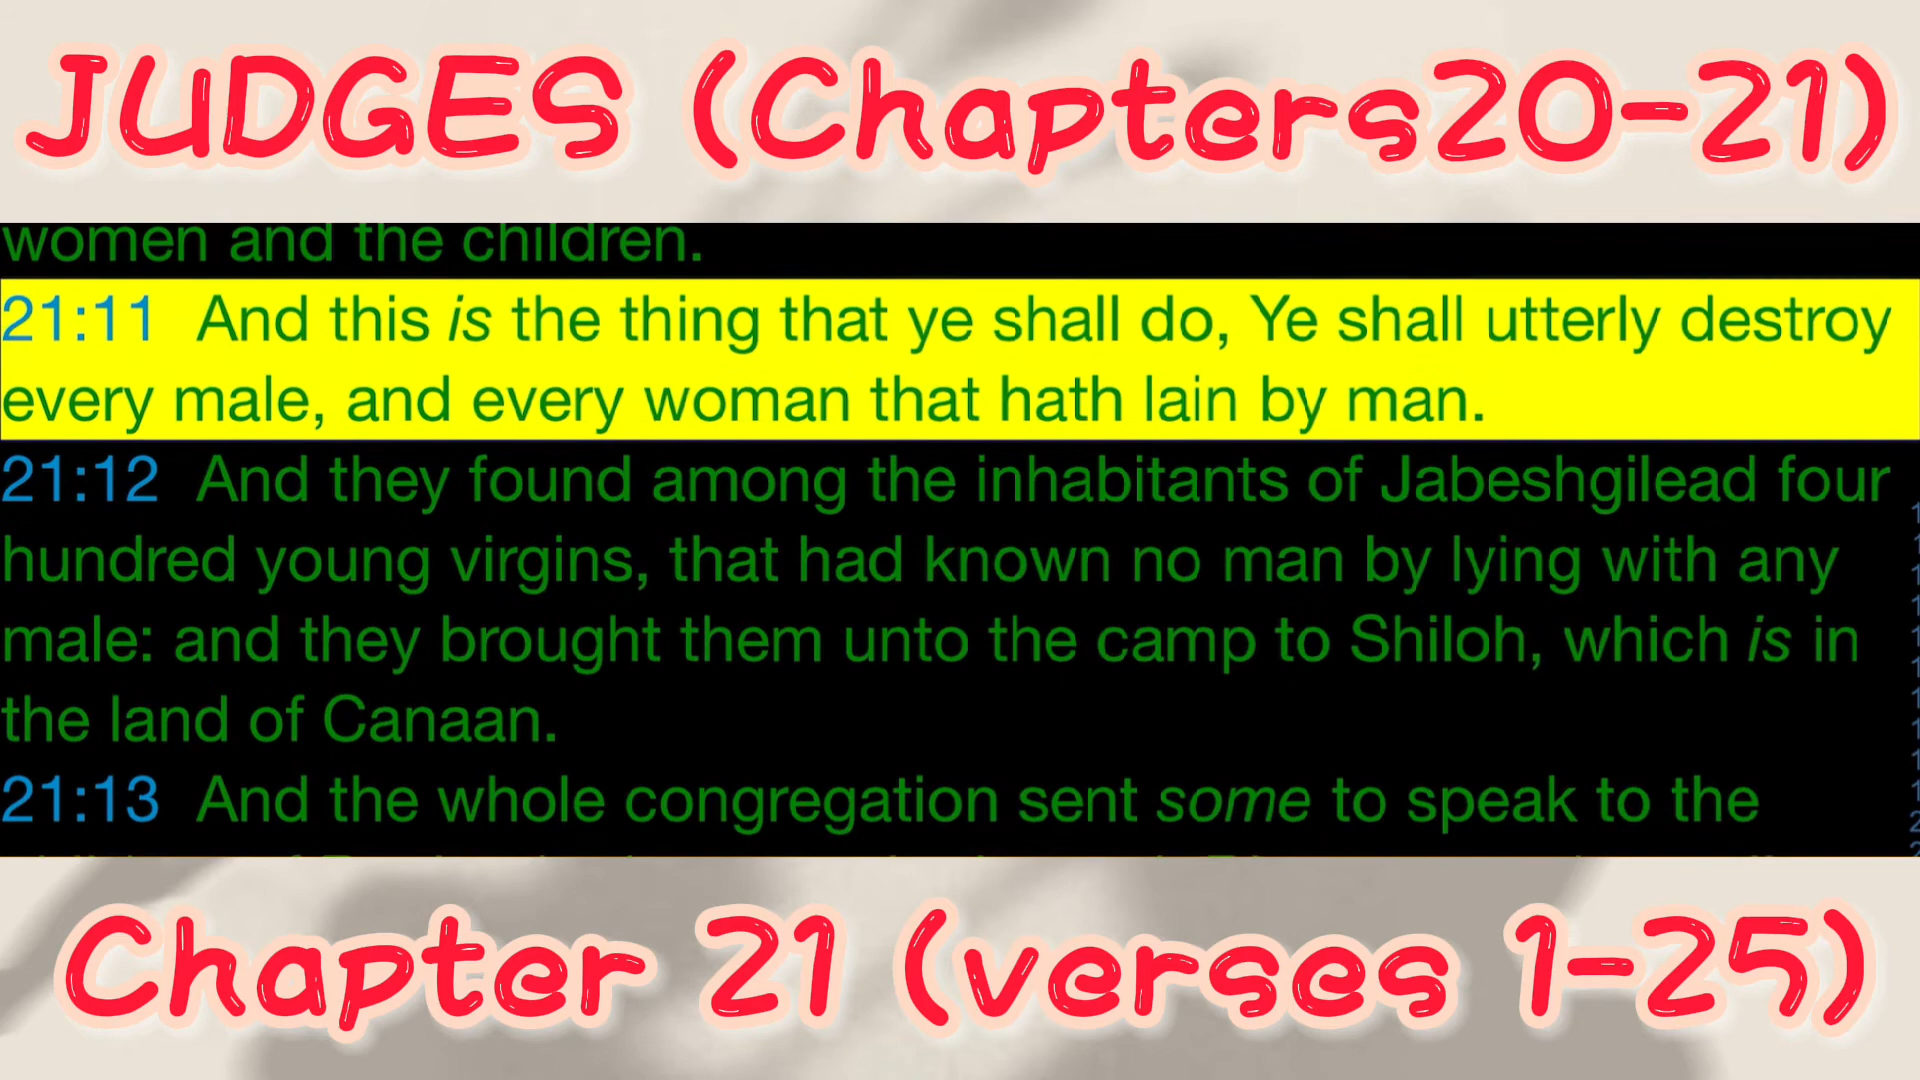 JUDGES (Chapters20-21)
women and the children.
21:11 And this is the thing that ye shall do, Ye shall utterly destroy
every male, and every woman that hath lain by man.
21:12 And they found among the inhabitants of Jabeshgilead four
hundred young virgins, that had known no man by lying with any
male: and they brought them unto the camp to Shiloh, which is in
the land of Canaan.
21:13 And the whole congregation sent some to speak to the
Chapter 21 (verses 1-25)